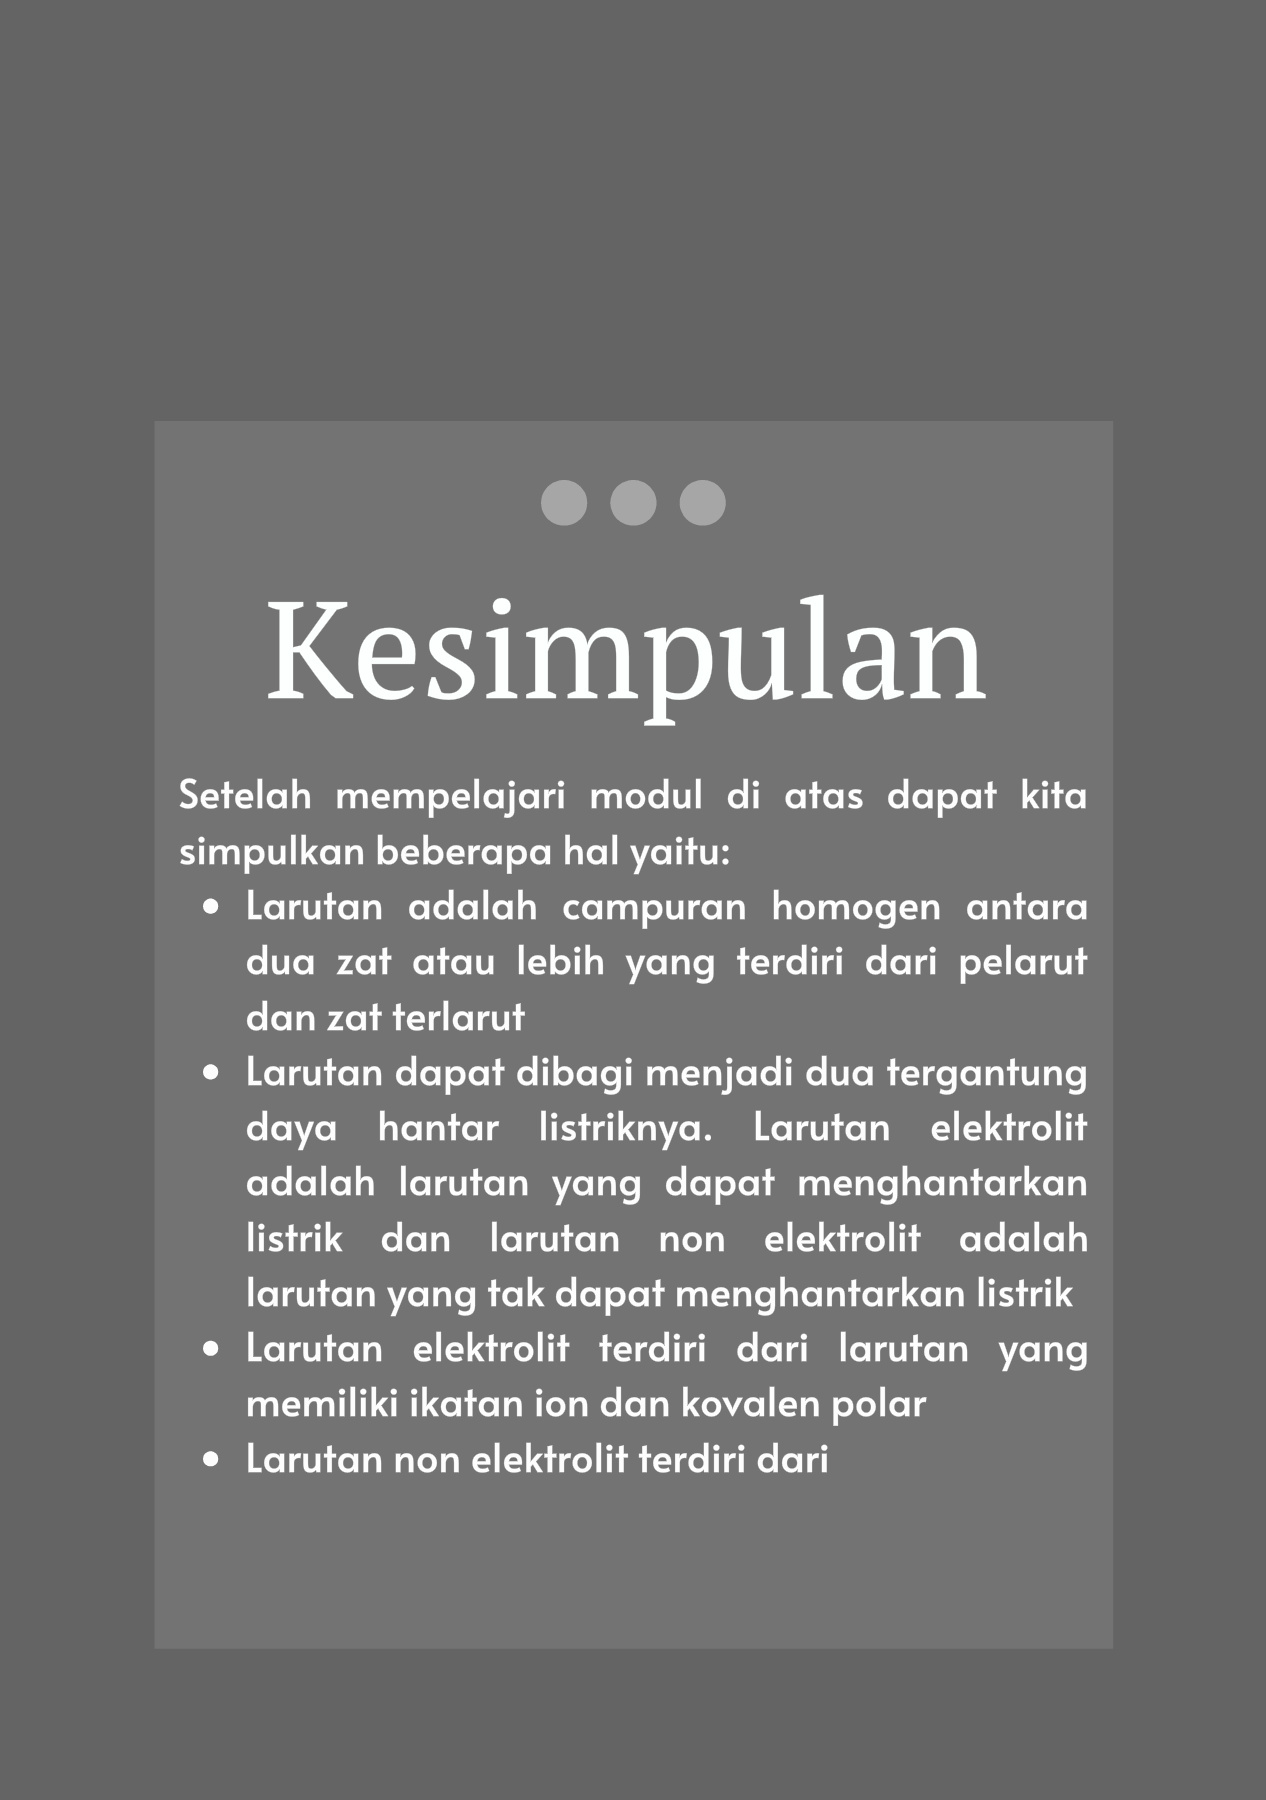 Kesimpulan
Setelah mempelajari modul di atas dapat kita
simpulkan beberapa hal yaitu:
• Larutan adalah campuran homogen antara
dua zat atau lebih yang terdiri dari pelarut
dan zat terlarut
• Larutan dapat dibagi menjadi dua tergantung
daya hantar listriknya. Larutan elektrolit
adalah larutan yang dapat menghantarkan
listrik dan larutan non elektrolit adalah
larutan yang tak dapat menghantarkan listrik
• Larutan elektrolit terdiri dari larutan yang
memiliki ikatan ion dan kovalen polar
• Larutan non elektrolit terdiri dari